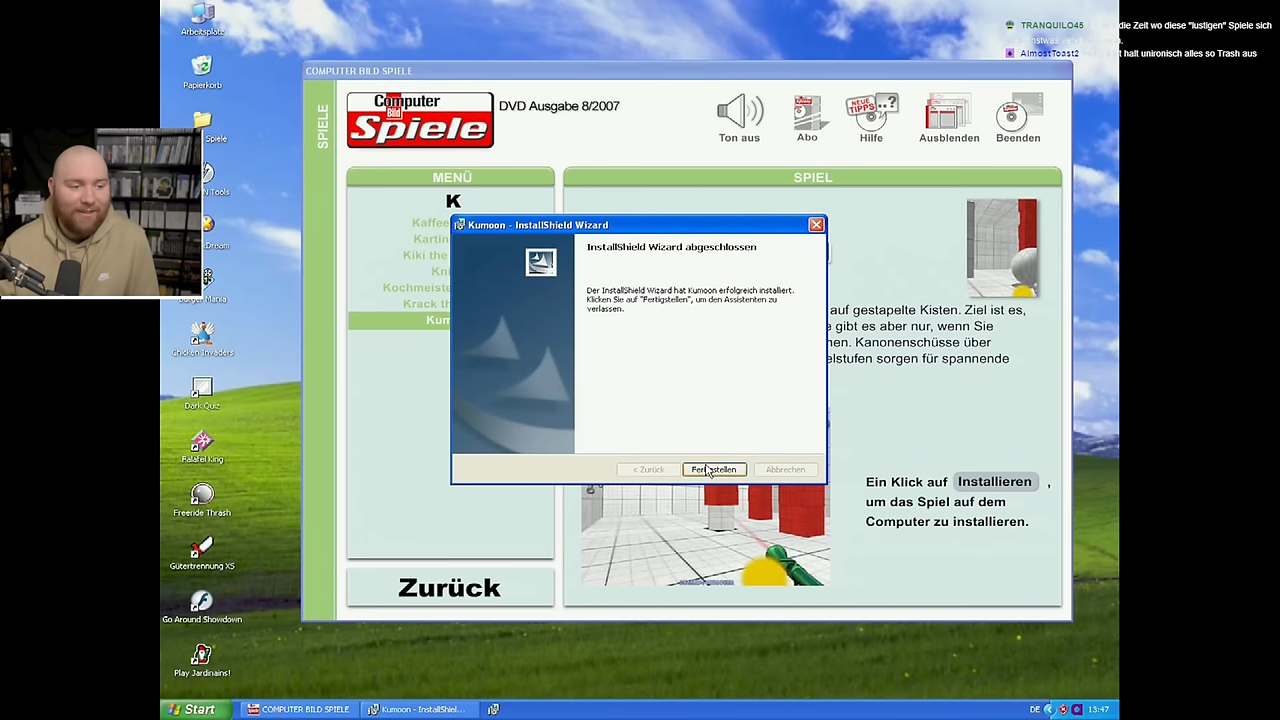 TRANQUILO45
die Zeit wo diese "lustigen" Spiele sich
AlmostToast2
t halt unironisch alles so Trash aus
Arbeitsplatz
Papierkorb
Spiele
Tools
Dream
Mania
Chicken Invaders
Dark Quiz
Falafel King
Freeride Thrash
Gütertrennung XS
Go Around Showdown
Play Jardinains!
COMPUTER BILD SPIELE
SPIELE
Computer
Bild
Spiele
DVD Ausgabe 8/2007
Ton aus
Abo
NEUE TIPPS
Hilfe
Ausblenden
Beenden
MENÜ
SPIEL
K
Kaffee
Kartin
Kiki the
Kni
Kochmeiste
Krack th
Kum
Kumoon - InstallShield Wizard
InstallShield Wizard abgeschlossen
Der InstallShield Wizard hat Kumoon erfolgreich installiert.
Klicken Sie auf "Fertigstellen", um den Assistenten zu
verlassen.
< Zurück
Fertigstellen
Abbrechen
auf gestapelte Kisten. Ziel ist es,
e gibt es aber nur, wenn Sie
nen. Kanonenschüsse über
elstufen sorgen für spannende
Ein Klick auf Installieren ,
um das Spiel auf dem
Computer zu installieren.
Zurück
Start
COMPUTER BILD SPIELE
Kumoon - InstallShiel...
DE
13:47